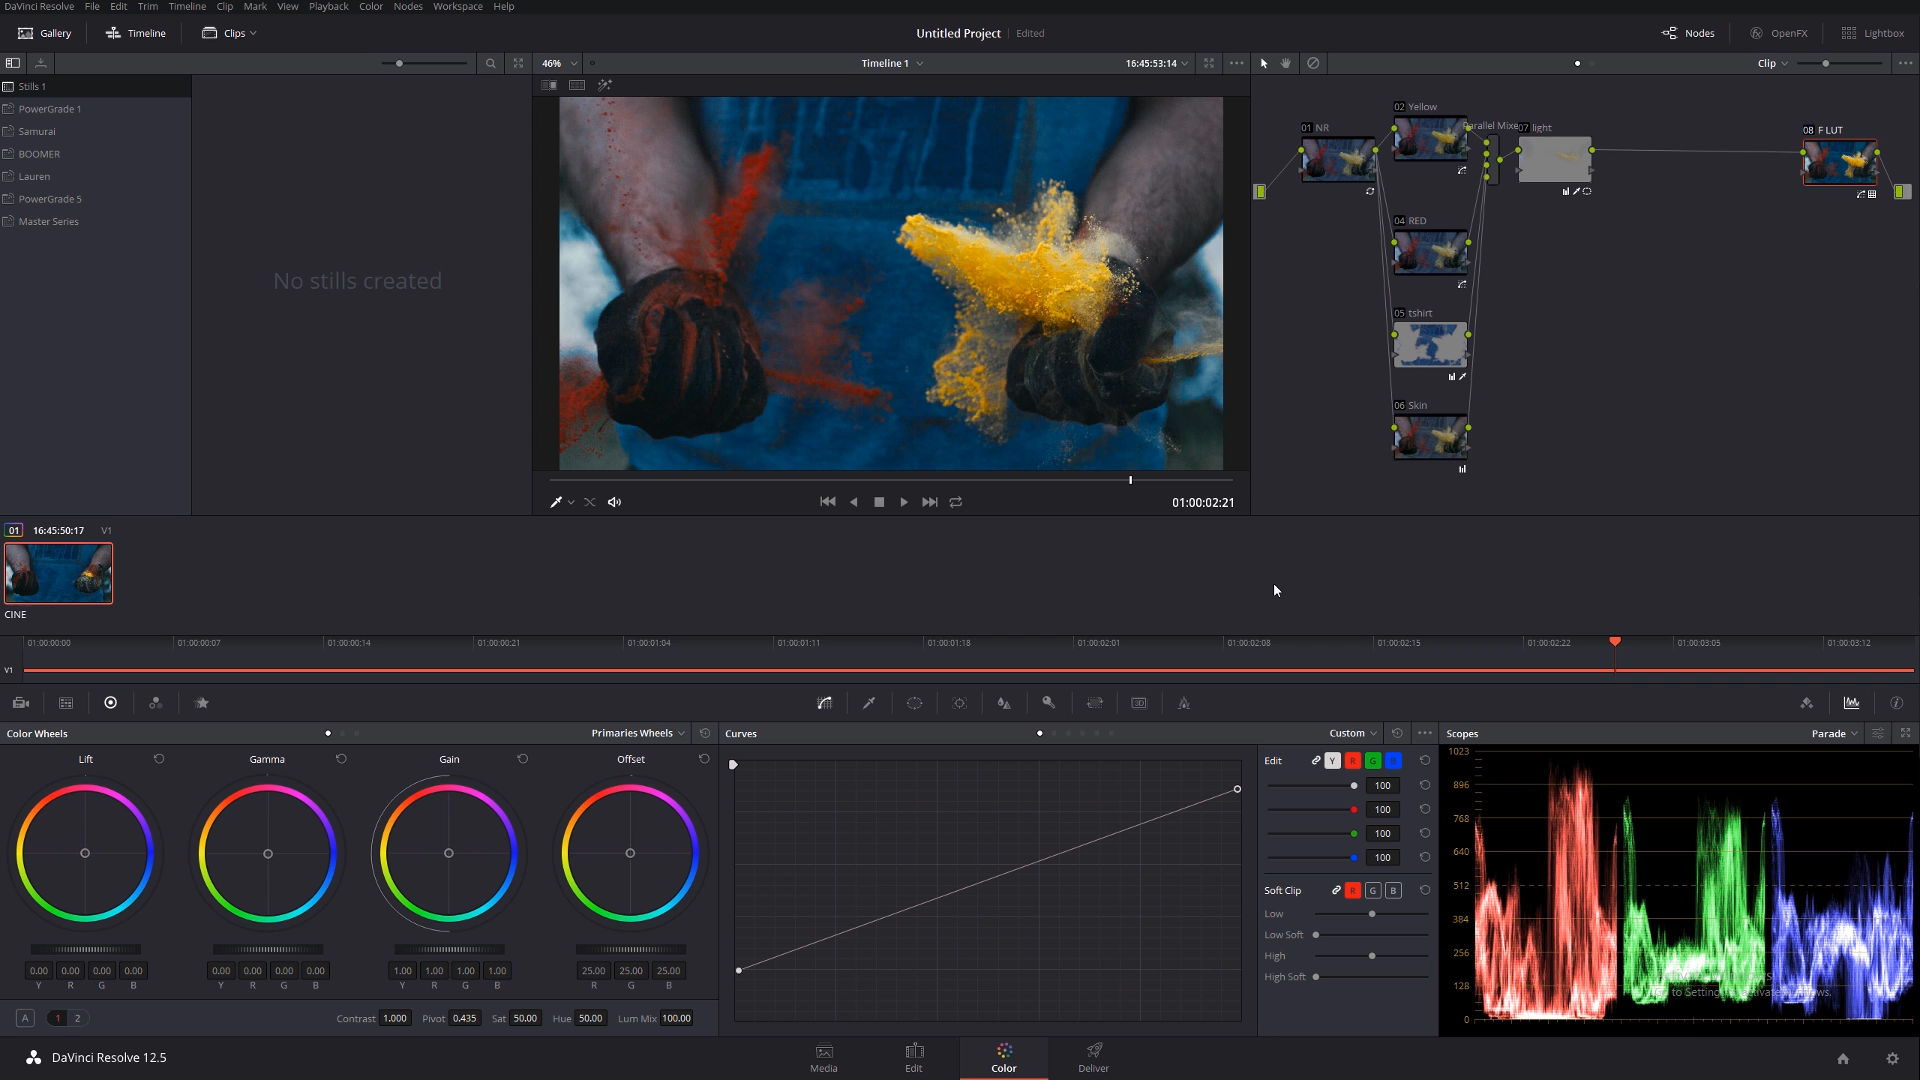 DaVinci Resolve File Edit Trim Timeline Clip Mark View Playback Color Nodes Workspace Help
Gallery Timeline Clips Untitled Project Edited Nodes OpenFX Lightbox
46% Timeline 1 16:45:53:14 Clip
Stills 1
PowerGrade 1
Samurai
BOOMER
Lauren
PowerGrade 5
Master Series
No stills created
01:00:02:21
01 NR
02 Yellow
Parallel Mixe
07 light
08 F LUT
04 RED
05 tshirt
06 Skin
01 16:45:50:17 V1
CINE
01:00:00:00 01:00:00:07 01:00:00:14 01:00:00:21 01:00:01:04 01:00:01:11 01:00:01:18 01:00:02:01 01:00:02:08 01:00:02:15 01:00:02:22 01:00:03:05 01:00:03:12
V1
3D
Color Wheels Primaries Wheels
Lift Gamma Gain Offset
0.00 0.00 0.00 0.00 0.00 0.00 0.00 0.00 1.00 1.00 1.00 1.00 25.00 25.00 25.00
Y R G B Y R G B Y R G B R G B
A 1 2 Contrast 1.000 Pivot 0.435 Sat 50.00 Hue 50.00 Lum Mix 100.00
Curves Custom
Edit Y R G B
100
100
100
100
Soft Clip R G B
Low
Low Soft
High
High Soft
Scopes Parade
1023
896
768
640
512
384
256
128
0
to Setting
DaVinci Resolve 12.5
Media Edit Color Deliver